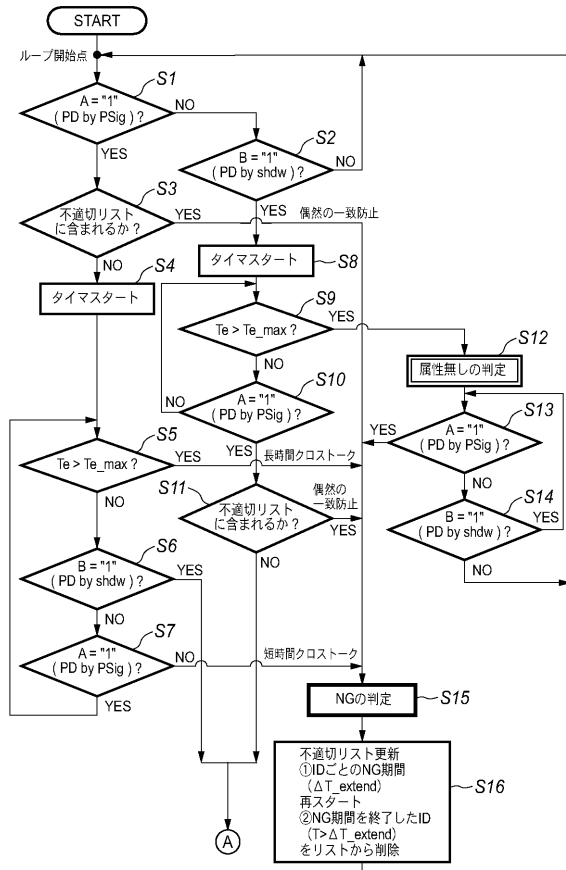 START
ループ開始点
S1
A = "1"
( PD by PSig ) ?
NO
YES
S2
B = "1"
( PD by shdw ) ?
NO
YES
S3
不適切リスト
に含まれるか ?
YES
偶然の一致防止
NO
S4
タイマスタート
タイマスタート
S8
S9
Te > Te_max ?
YES
NO
S12
属性無しの判定
S10
A = "1"
( PD by PSig ) ?
NO
YES
S13
A = "1"
( PD by PSig ) ?
YES
NO
S5
Te > Te_max ?
YES
長時間クロストーク
NO
S11
不適切リスト
に含まれるか ?
偶然の
一致防止
YES
NO
S14
B = "1"
( PD by shdw ) ?
YES
NO
S6
B = "1"
( PD by shdw ) ?
YES
NO
S7
A = "1"
( PD by PSig ) ?
NO
短時間クロストーク
YES
NGの判定
S15
不適切リスト更新
①IDごとのNG期間
(ΔT_extend)
再スタート
②NG期間を終了したID
(T>ΔT_extend)
をリストから削除
S16
A